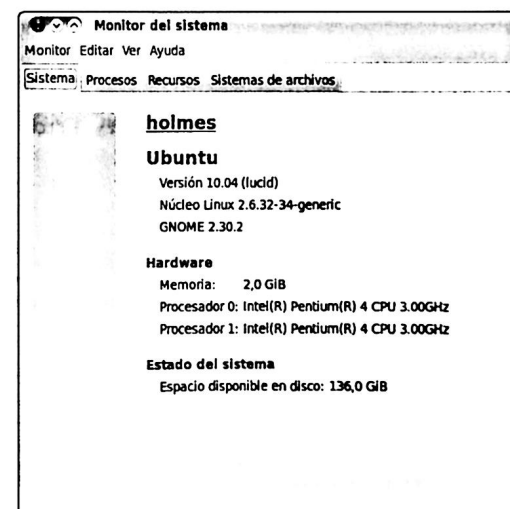 Monitor del sistema
Monitor Editar Ver Ayuda
Sistema Procesos Recursos Sistemas de archivos
holmes
Ubuntu
Versión 10.04 (lucid)
Núcleo Linux 2.6.32-34-generic
GNOME 2.30.2
Hardware
Memoria: 2,0 GiB
Procesador 0: Intel(R) Pentium(R) 4 CPU 3.00GHz
Procesador 1: Intel(R) Pentium(R) 4 CPU 3.00GHz
Estado del sistema
Espacio disponible en disco: 136,0 GiB